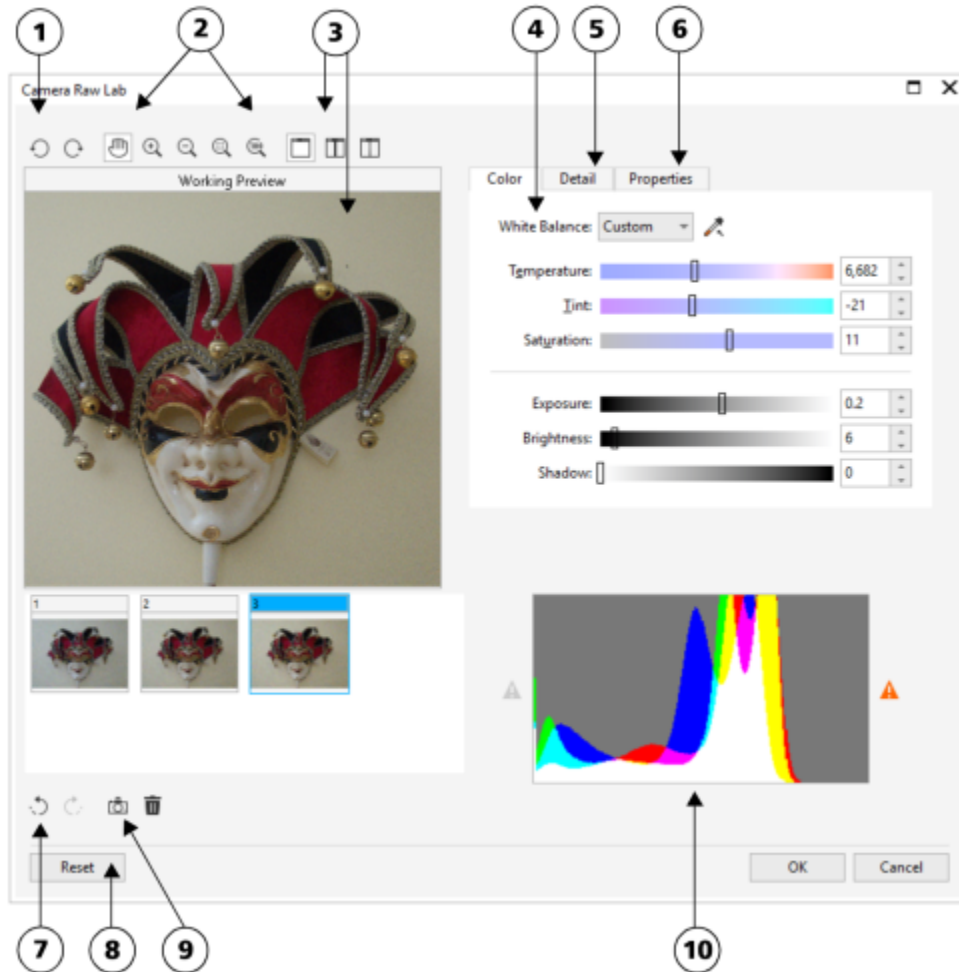 1 2 3 4 5 6
Camera Raw Lab
Working Preview
Color Detail Properties
White Balance: Custom
Temperature: 6,682
Tint: -21
Saturation: 11
Exposure: 0.2
Brightness: 6
Shadow: 0
1 2 3
Reset OK Cancel
7 8 9 10